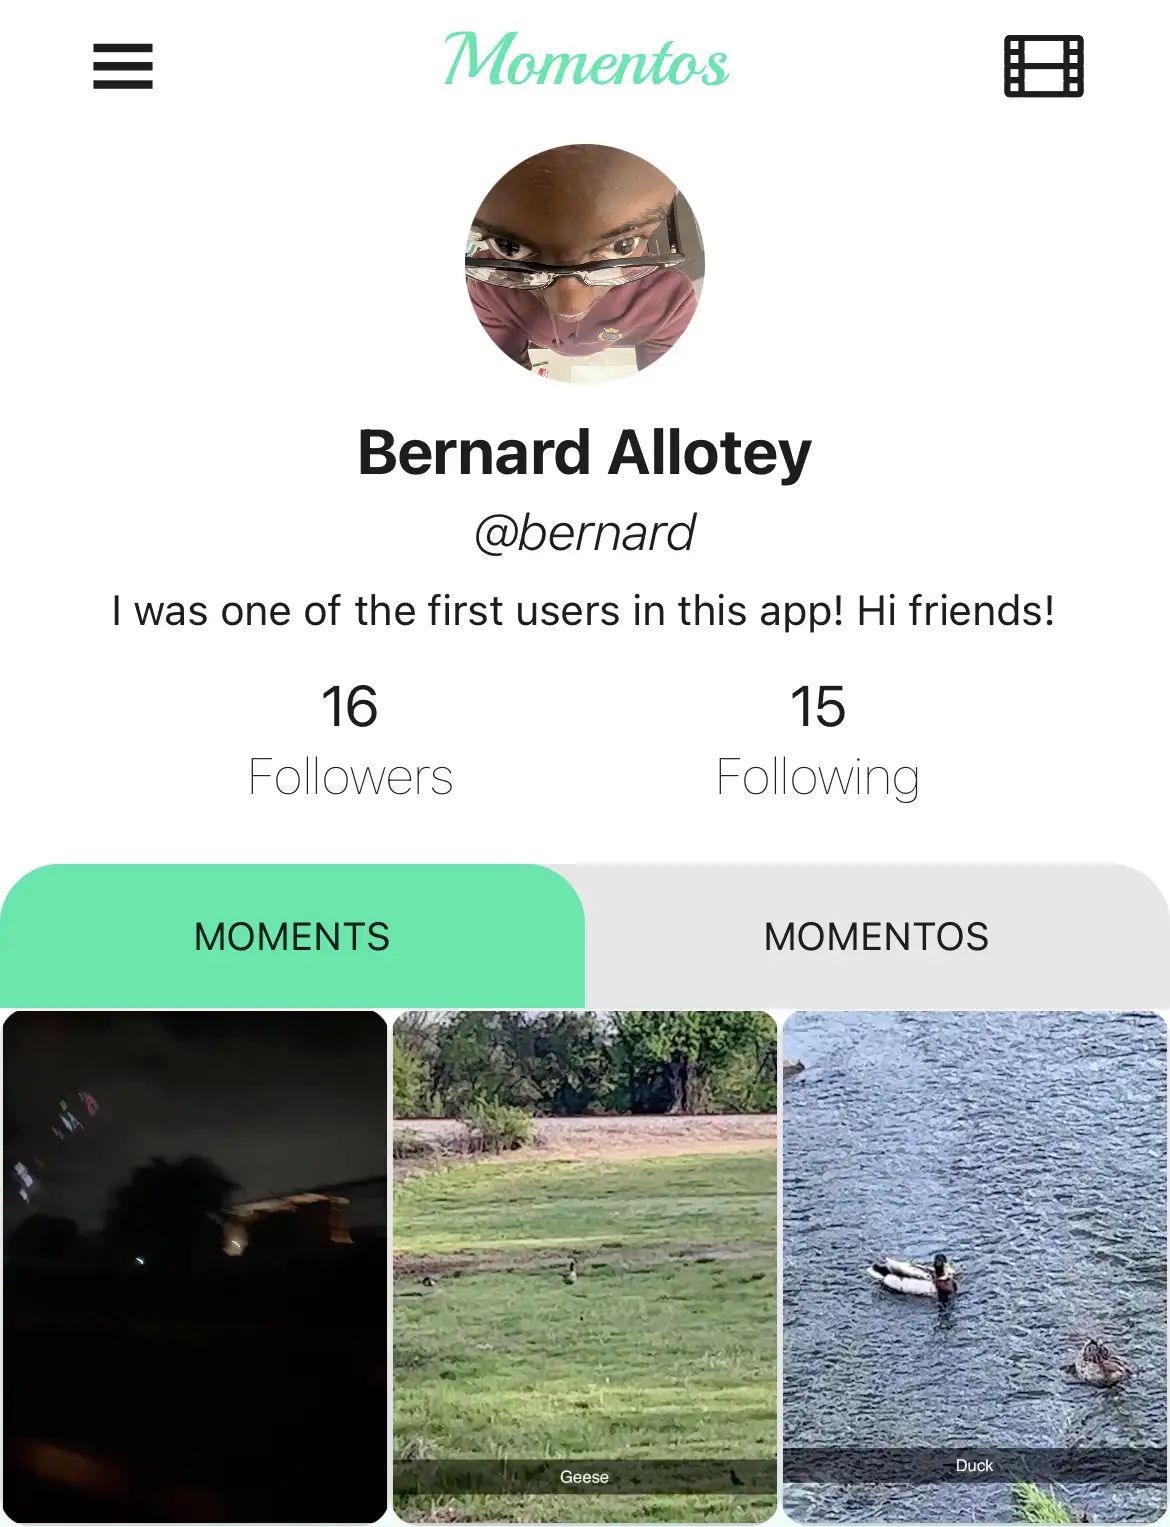 Momentos
Bernard Allotey
@bernard
I was one of the first users in this app! Hi friends!
16 15
Followers Following
MOMENTS MOMENTOS
Geese
Duck